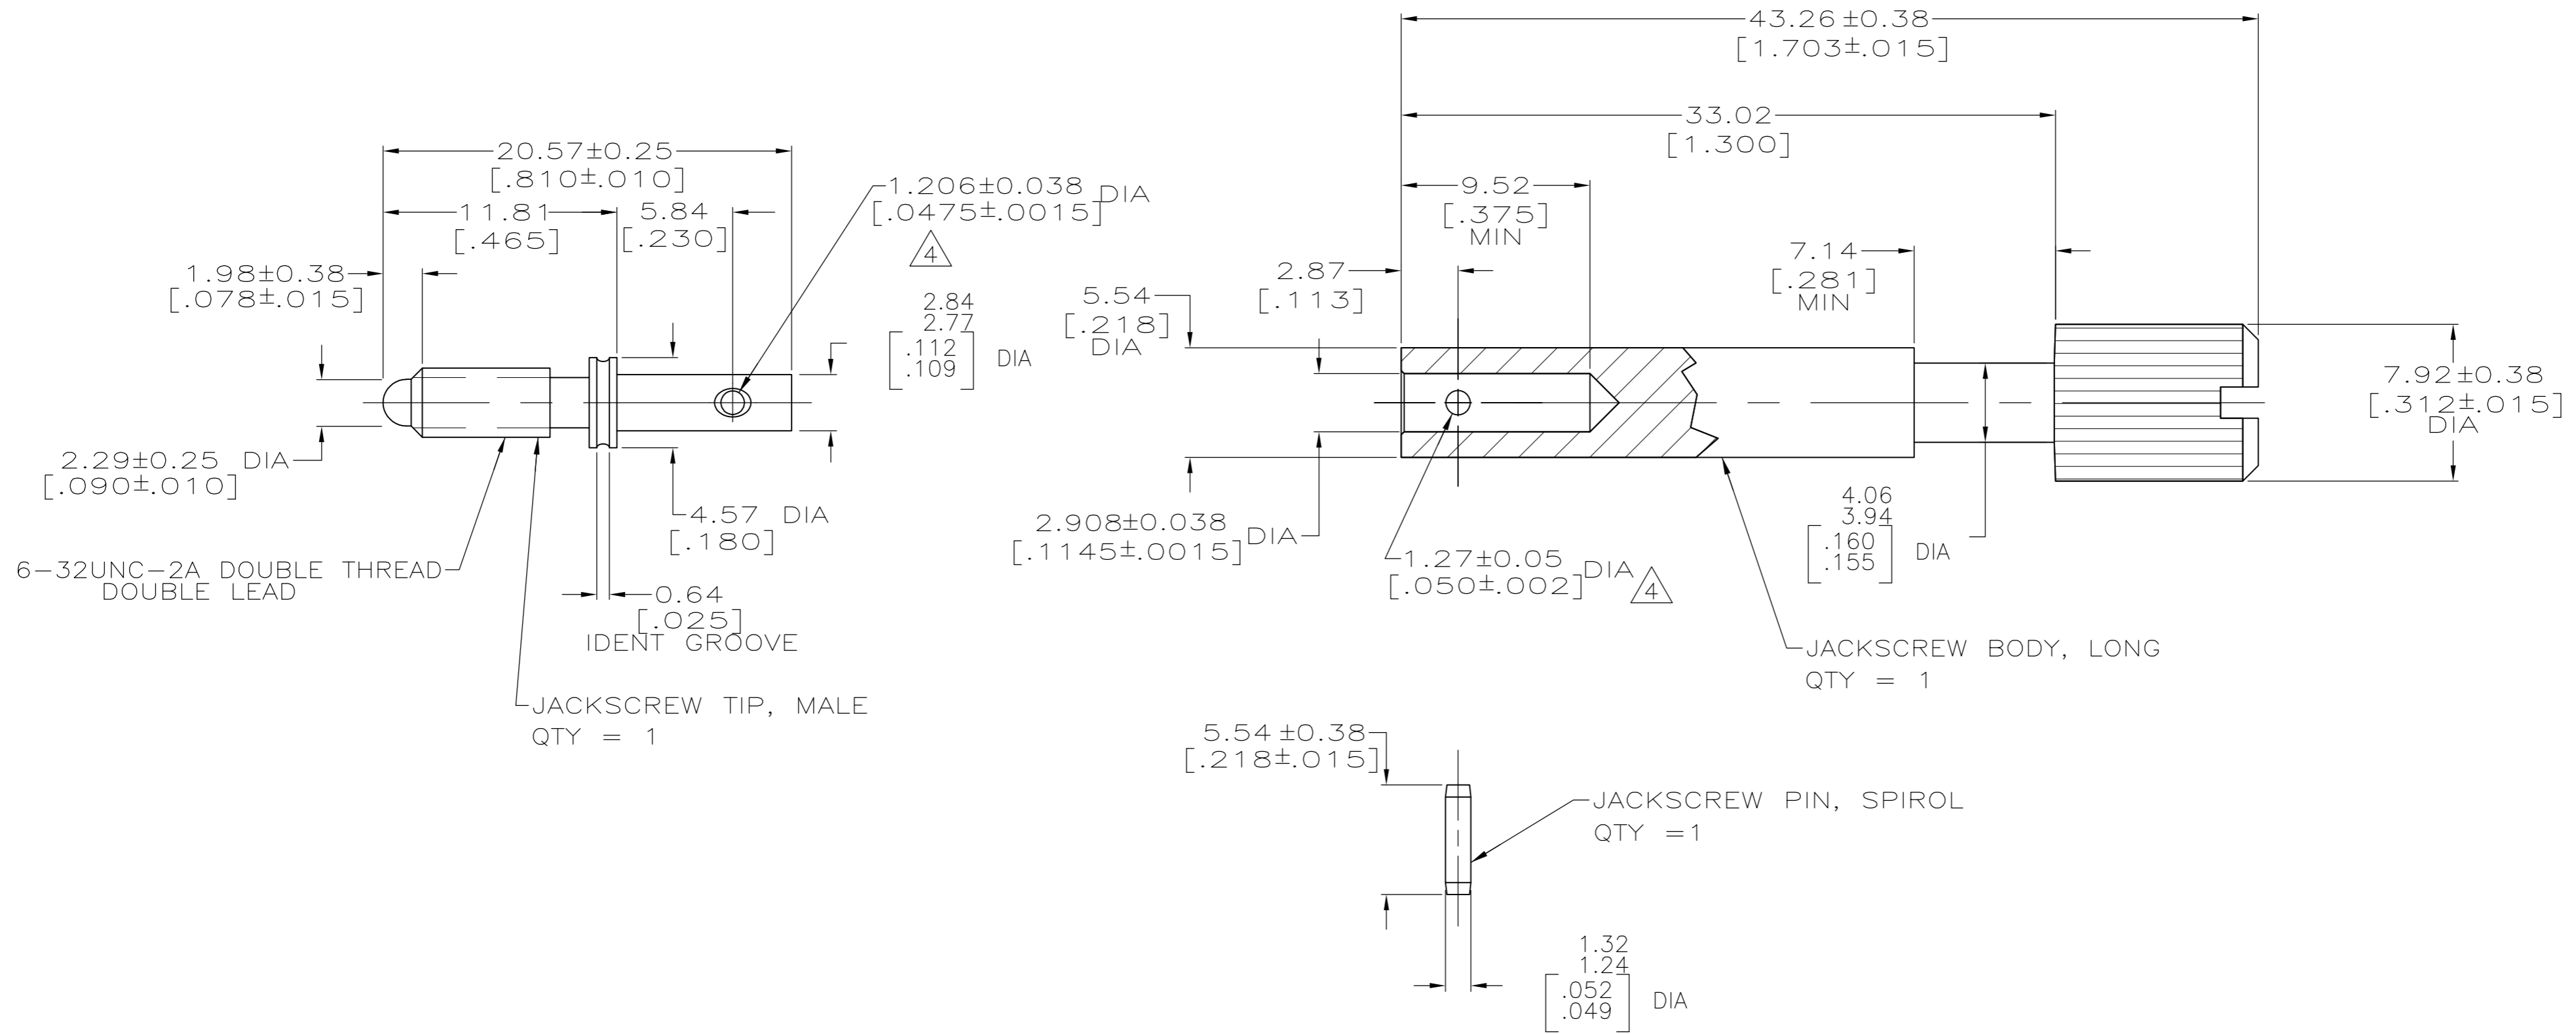 20.57±0.25
[.810±.010]
11.81
[.465]
5.84
[.230]
1.206±0.038 DIA
[.0475±.0015]
4
1.98±0.38
[.078±.015]
2.84
2.77
[.112
.109] DIA
2.29±0.25 DIA
[.090±.010]
4.57 DIA
[.180]
6-32UNC-2A DOUBLE THREAD
DOUBLE LEAD
0.64
[.025]
IDENT GROOVE
JACKSCREW TIP, MALE
QTY = 1
43.26±0.38
[1.703±.015]
33.02
[1.300]
9.52
[.375]
MIN
2.87
[.113]
5.54
[.218]
DIA
7.14
[.281]
MIN
7.92±0.38
[.312±.015]
DIA
2.908±0.038
[.1145±.0015] DIA
1.27±0.05
[.050±.002] DIA
4
4.06
3.94
[.160
.155] DIA
JACKSCREW BODY, LONG
QTY = 1
5.54±0.38
[.218±.015]
JACKSCREW PIN, SPIROL
QTY =1
1.32
1.24
[.052
.049] DIA